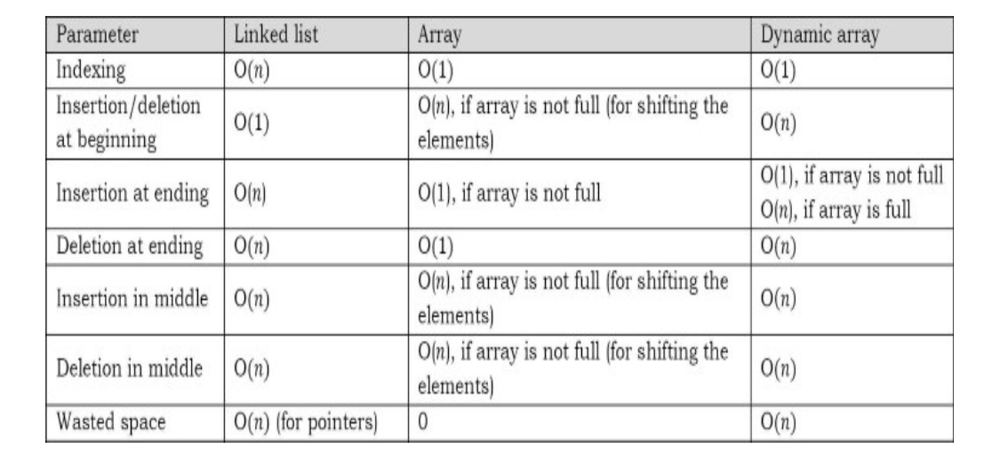 Parameter Linked list Array Dynamic array
Indexing O(n) O(1) O(1)
Insertion/deletion
at beginning
O(1)
O(n), if array is not full (for shifting the
elements)
O(n)
Insertion at ending O(n) O(1), if array is not full
O(1), if array is not full
O(n), if array is full
Deletion at ending O(n) O(1) O(n)
Insertion in middle O(n)
O(n), if array is not full (for shifting the
elements)
O(n)
Deletion in middle O(n)
O(n), if array is not full (for shifting the
elements)
O(n)
Wasted space O(n) (for pointers) 0 O(n)